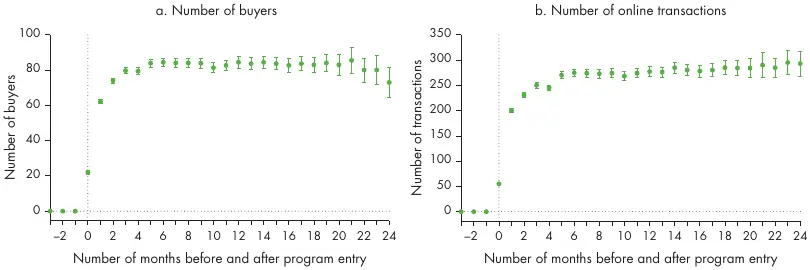 a. Number of buyers
100
80
60
40
20
0
Number of buyers
–2 0 2 4 6 8 10 12 14 16 18 20 22 24
Number of months before and after program entry
b. Number of online transactions
350
300
250
200
150
100
50
0
Number of transactions
–2 0 2 4 6 8 10 12 14 16 18 20 22 24
Number of months before and after program entry